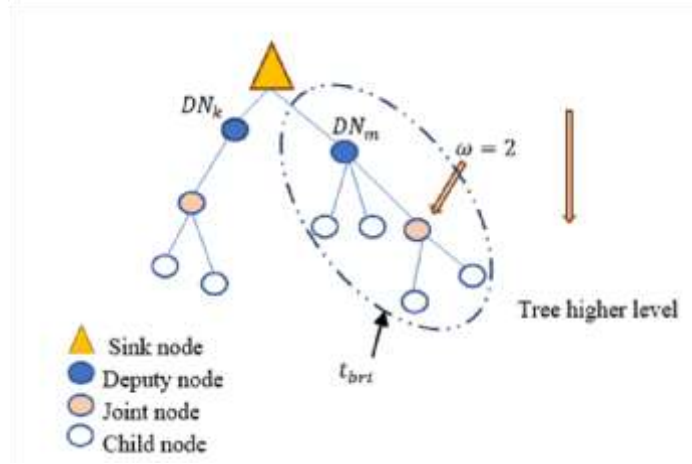 DN_k
DN_m
ω = 2
Tree higher level
t_bri
Sink node
Deputy node
Joint node
Child node